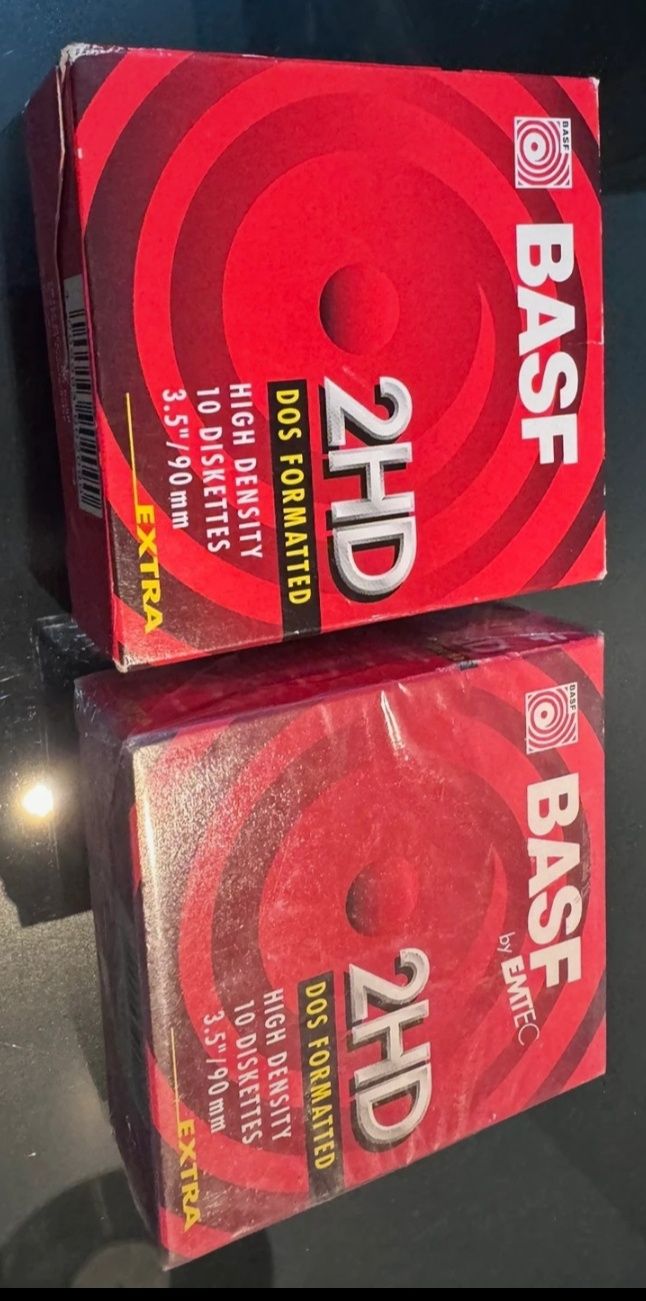 BASF
BASF
2HD
DOS FORMATTED
HIGH DENSITY
10 DISKETTES
3.5"/90mm
EXTRA
BASF
BASF
by EMTEC
2HD
DOS FORMATTED
HIGH DENSITY
10 DISKETTES
3.5"/90mm
EXTRA